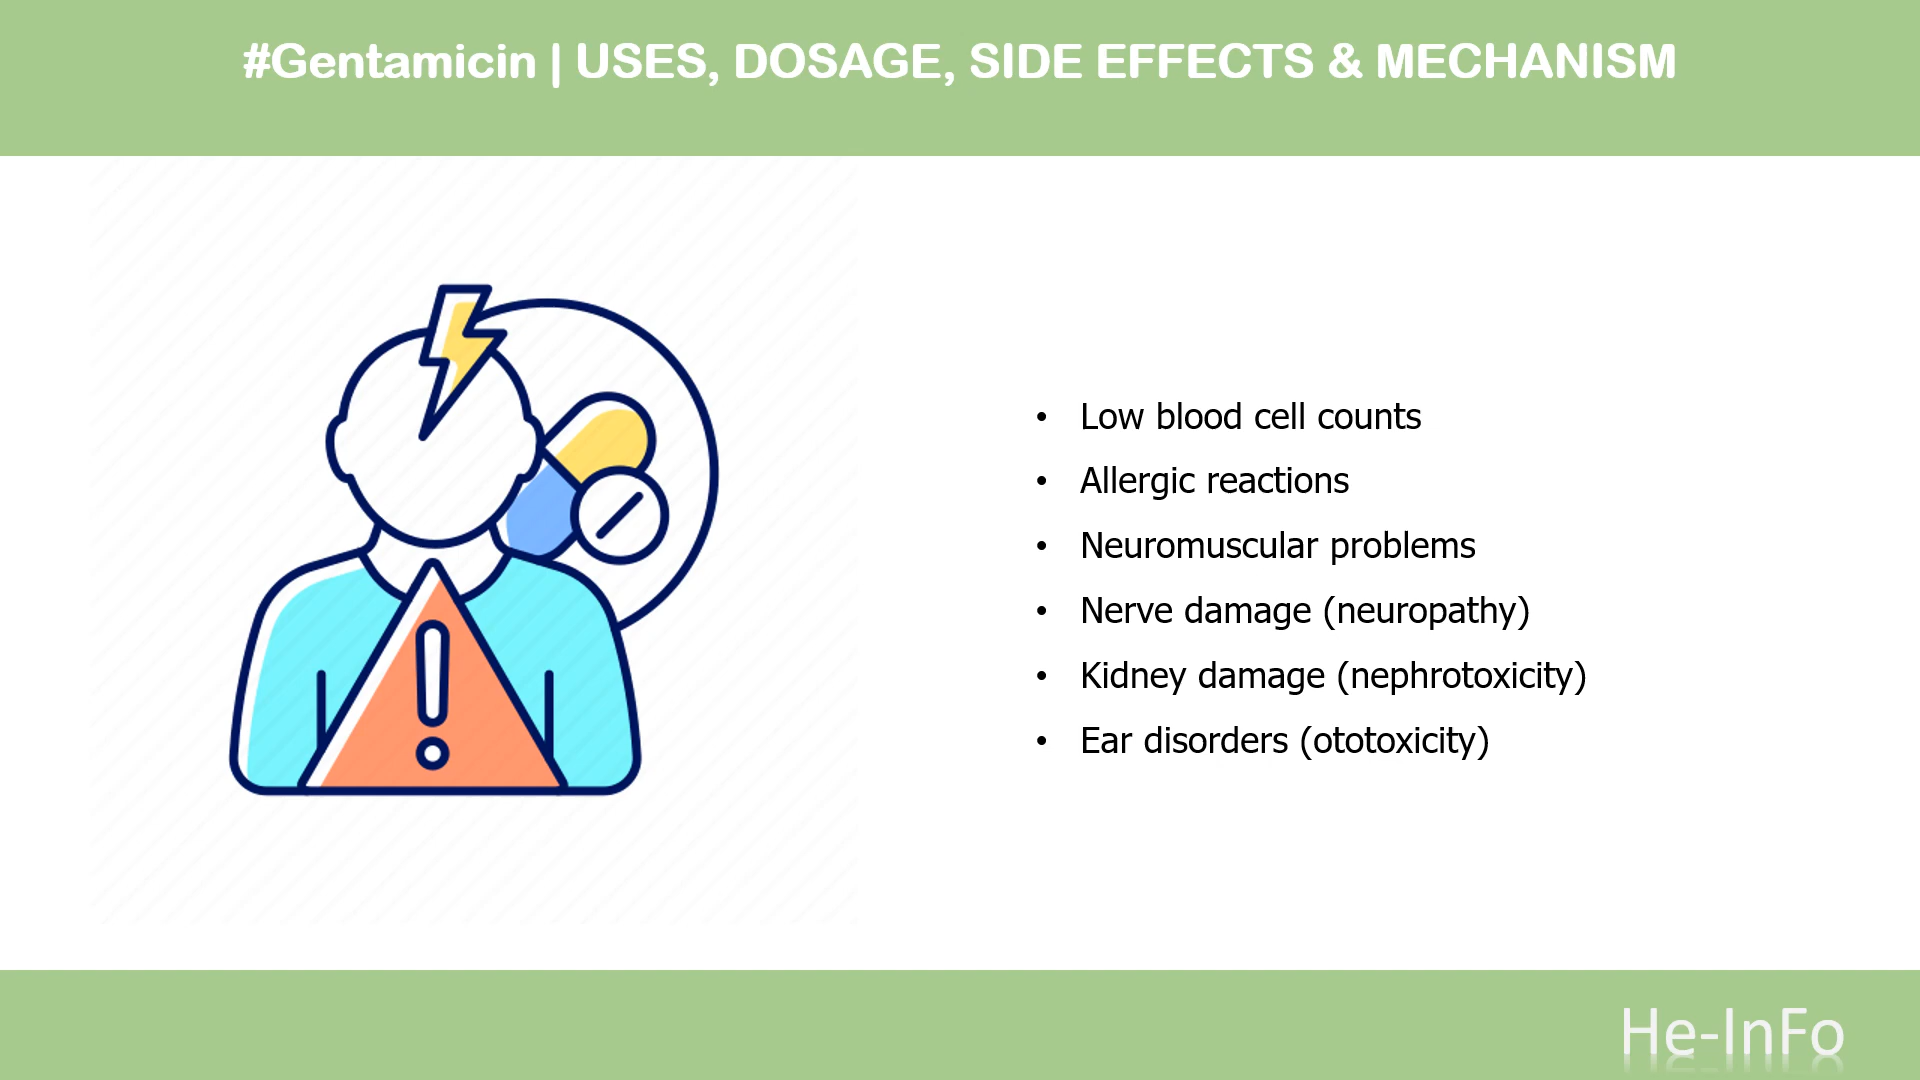 #Gentamicin | USES, DOSAGE, SIDE EFFECTS & MECHANISM
• Low blood cell counts
• Allergic reactions
• Neuromuscular problems
• Nerve damage (neuropathy)
• Kidney damage (nephrotoxicity)
• Ear disorders (ototoxicity)
He-InFo